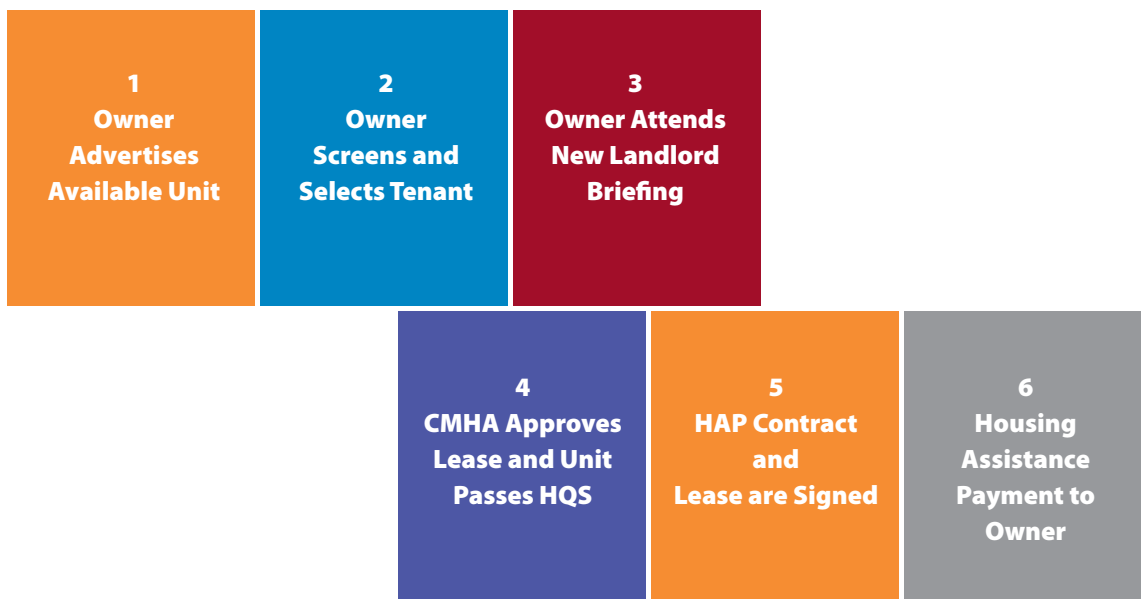 1
Owner
Advertises
Available Unit
2
Owner
Screens and
Selects Tenant
3
Owner Attends
New Landlord
Briefing
4
CMHA Approves
Lease and Unit
Passes HQS
5
HAP Contract
and
Lease are Signed
6
Housing
Assistance
Payment to
Owner